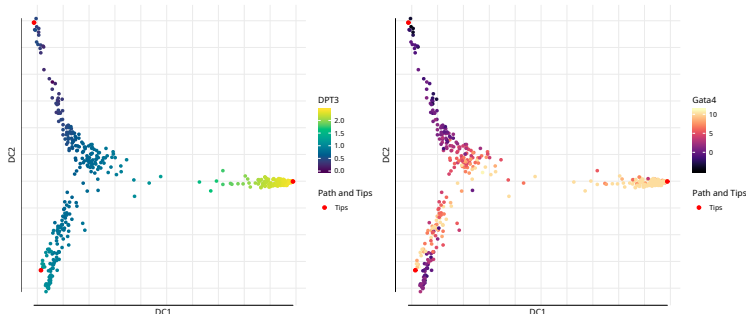 DC2
DC1
DPT3
2.0
1.5
1.0
0.5
0.0
Path and Tips
Tips
DC2
DC1
Gata4
10
5
0
Path and Tips
Tips